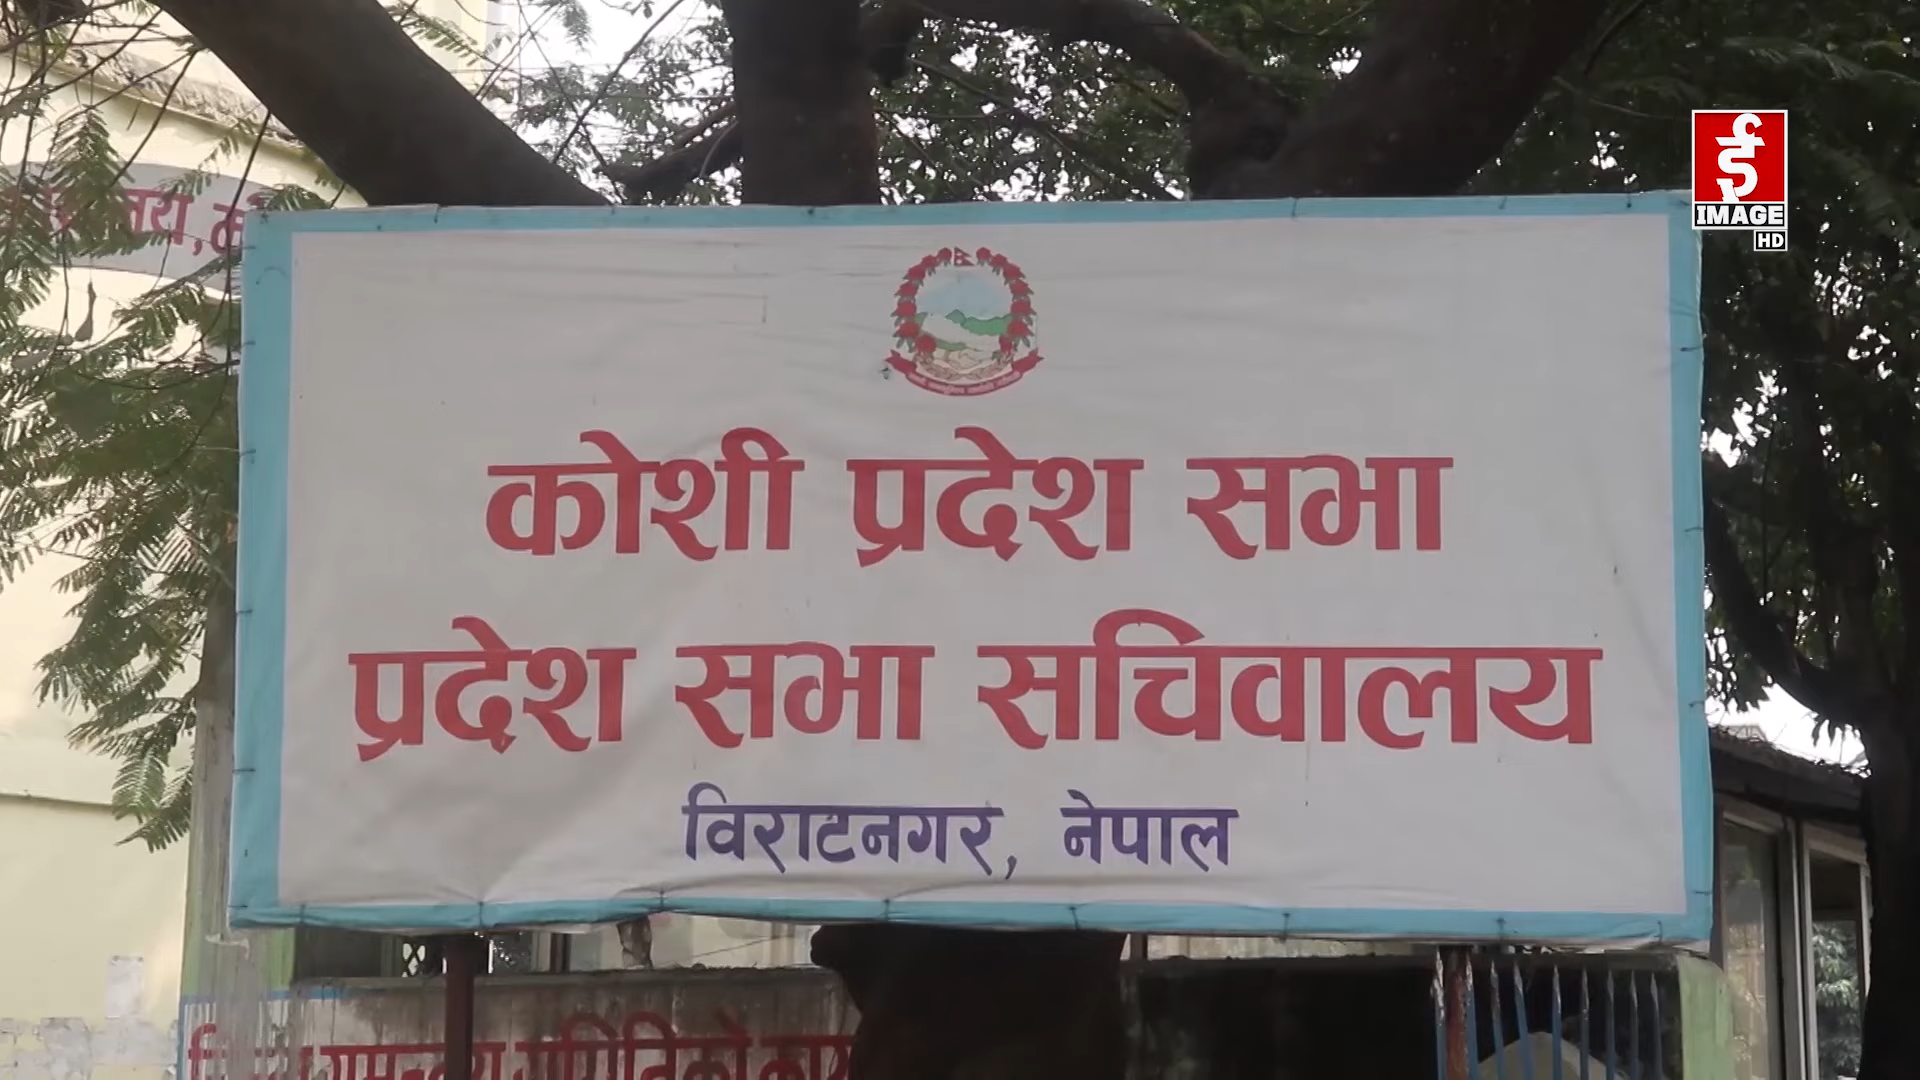 IMAGE
HD
कोशी प्रदेश सभा
प्रदेश सभा सचिवालय
विराटनगर, नेपाल